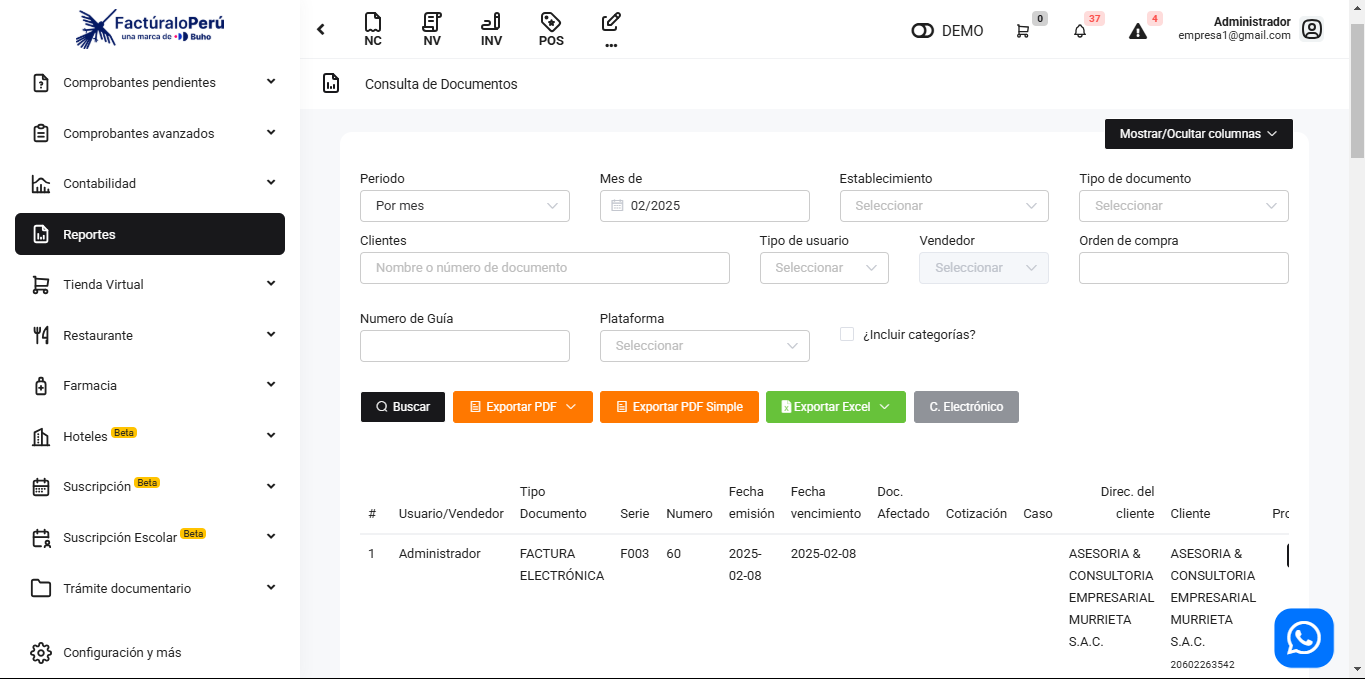 FactúraloPerú
una marca de Buho
Comprobantes pendientes
Comprobantes avanzados
Contabilidad
Reportes
Tienda Virtual
Restaurante
Farmacia
Hoteles Beta
Suscripción Beta
Suscripción Escolar Beta
Trámite documentario
Configuración y más
NC NV INV POS ...
DEMO 0 37 4
Administrador
empresa1@gmail.com
Consulta de Documentos
Mostrar/Ocultar columnas
Periodo Mes de Establecimiento Tipo de documento
Por mes 02/2025 Seleccionar Seleccionar
Clientes Tipo de usuario Vendedor Orden de compra
Nombre o número de documento Seleccionar Seleccionar
Numero de Guía Plataforma
Seleccionar ¿Incluir categorías?
Buscar Exportar PDF Exportar PDF Simple Exportar Excel C. Electrónico
Tipo Fecha Fecha Doc. Direc. del
# Usuario/Vendedor Documento Serie Numero emisión vencimiento Afectado Cotización Caso cliente Cliente
1 Administrador FACTURA F003 60 2025- 2025-02-08 ASESORIA & ASESORIA &
ELECTRÓNICA 02-08 CONSULTORIA CONSULTORIA
EMPRESARIAL EMPRESARIAL
MURRIETA MURRIETA
S.A.C. S.A.C.
20602263542